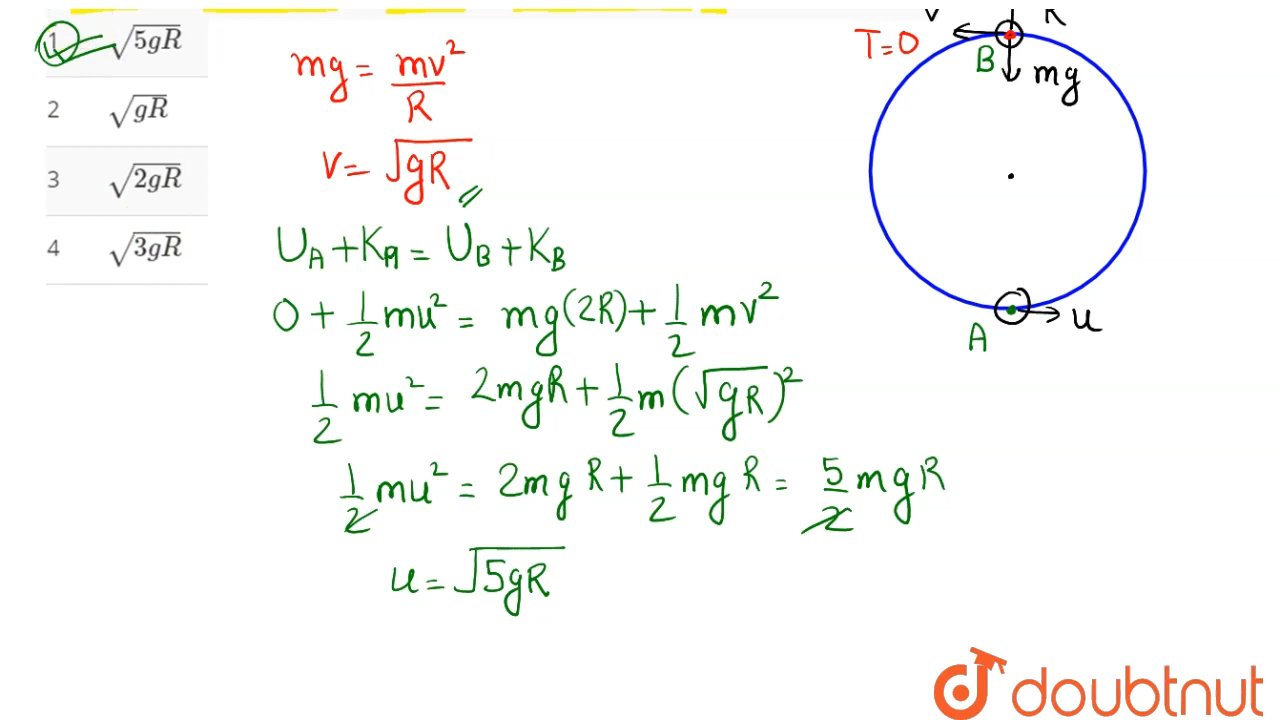 1 √5gR
2 √gR
3 √2gR
4 √3gR
mg = mv²/R
v = √gR
U_A + K_A = U_B + K_B
0 + 1/2 mu² = mg(2R) + 1/2 mv²
1/2 mu² = 2mgR + 1/2 m(√gR)²
1/2 mu² = 2mgR + 1/2 mgR = 5/2 mgR
u = √5gR
T=0
B
mg
A
u
doubtnut